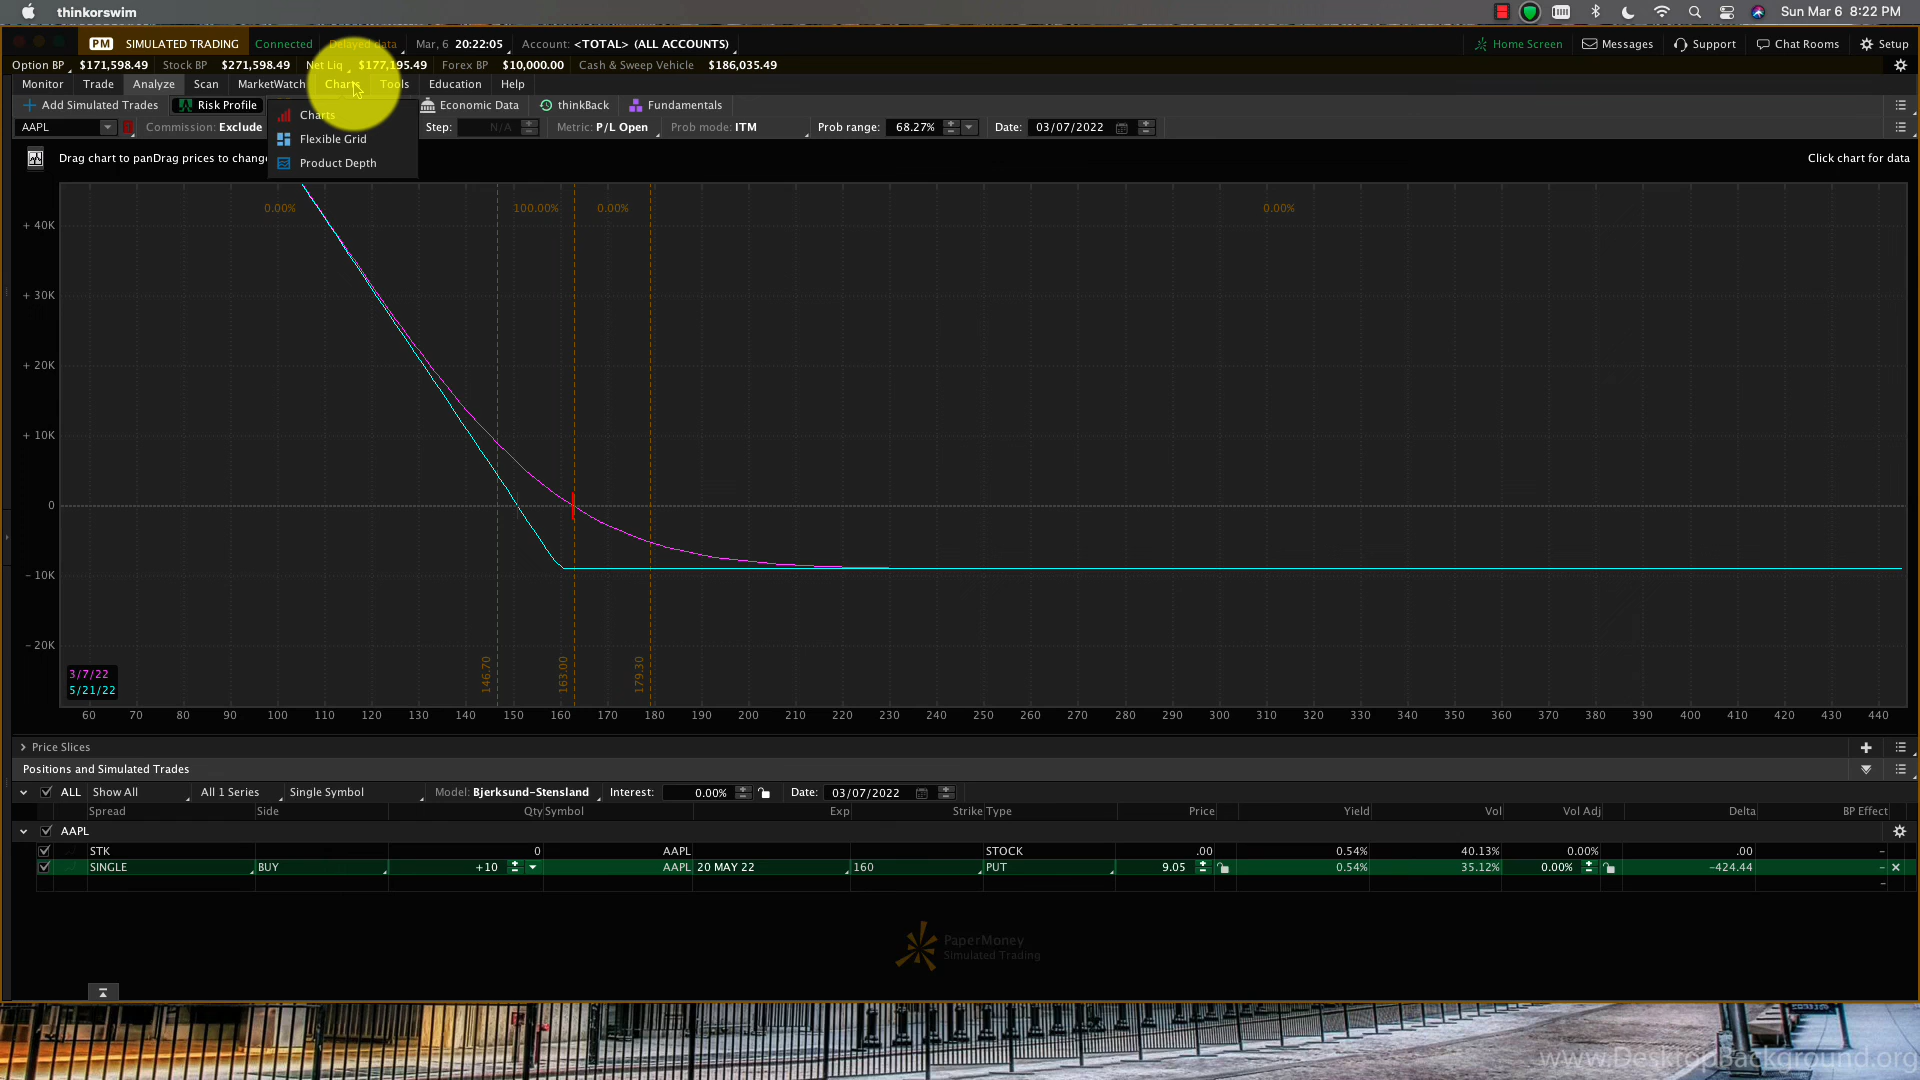 thinkorswim
Sun Mar 6 8:22 PM
PM SIMULATED TRADING Connected Delayed data Mar, 6 20:22:05 Account: <TOTAL> (ALL ACCOUNTS) Home Screen Messages Support Chat Rooms Setup
Option BP $171,598.49 Stock BP $271,598.49 Net Liq $177,195.49 Forex BP $10,000.00 Cash & Sweep Vehicle $186,035.49
Monitor Trade Analyze Scan MarketWatch Charts Tools Education Help
Add Simulated Trades Risk Profile Economic Data thinkBack Fundamentals
Charts
AAPL Commission: Exclude Step: N/A Metric: P/L Open Prob mode: ITM Prob range: 68.27% Date: 03/07/2022
Flexible Grid
Product Depth
Drag chart to panDrag prices to change Click chart for data
0.00% 100.00% 0.00% 0.00%
+ 40K
+ 30K
+ 20K
+ 10K
0
- 10K
- 20K
146.70 163.00 179.30
3/7/22
5/21/22
60 70 80 90 100 110 120 130 140 150 160 170 180 190 200 210 220 230 240 250 260 270 280 290 300 310 320 330 340 350 360 370 380 390 400 410 420 430 440
Price Slices
Positions and Simulated Trades
ALL Show All All 1 Series Single Symbol Model: Bjerksund-Stensland Interest: 0.00% Date: 03/07/2022
Spread Side Qty Symbol Exp Strike Type Price Yield Vol Vol Adj Delta BP Effect
AAPL
STK 0 AAPL STOCK .00 0.54% 40.13% 0.00% .00 --
SINGLE BUY +10 AAPL 20 MAY 22 160 PUT 9.05 0.54% 35.12% 0.00% -424.44 --
--
PaperMoney
Simulated Trading
www.DesktopBackground.org